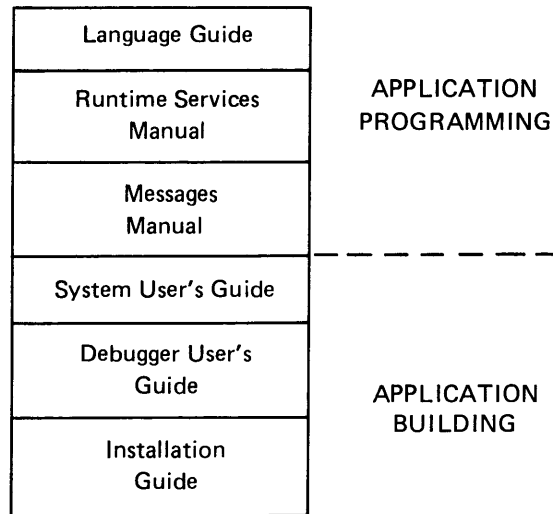 Language Guide
Runtime Services
Manual
Messages
Manual
System User's Guide
Debugger User's
Guide
Installation
Guide
APPLICATION
PROGRAMMING
APPLICATION
BUILDING